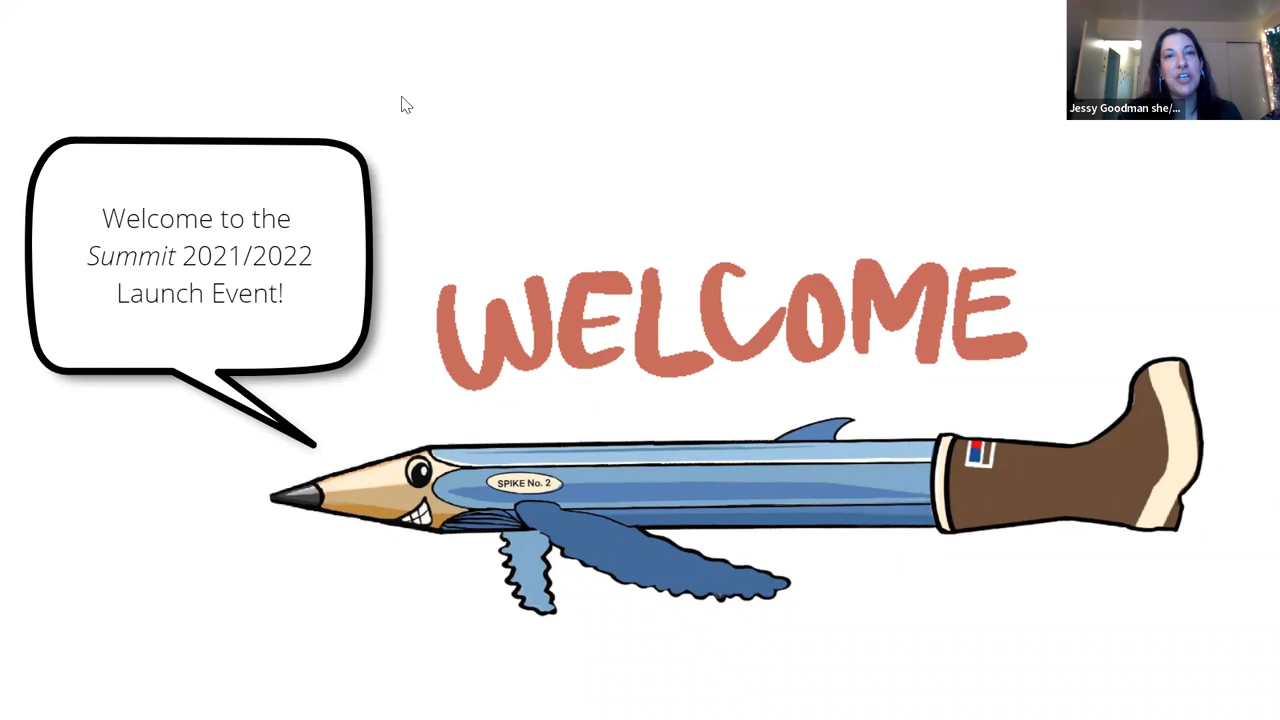 Jessy Goodman she/...
Welcome to the
Summit 2021/2022
Launch Event!
WELCOME
SPIKE No. 2